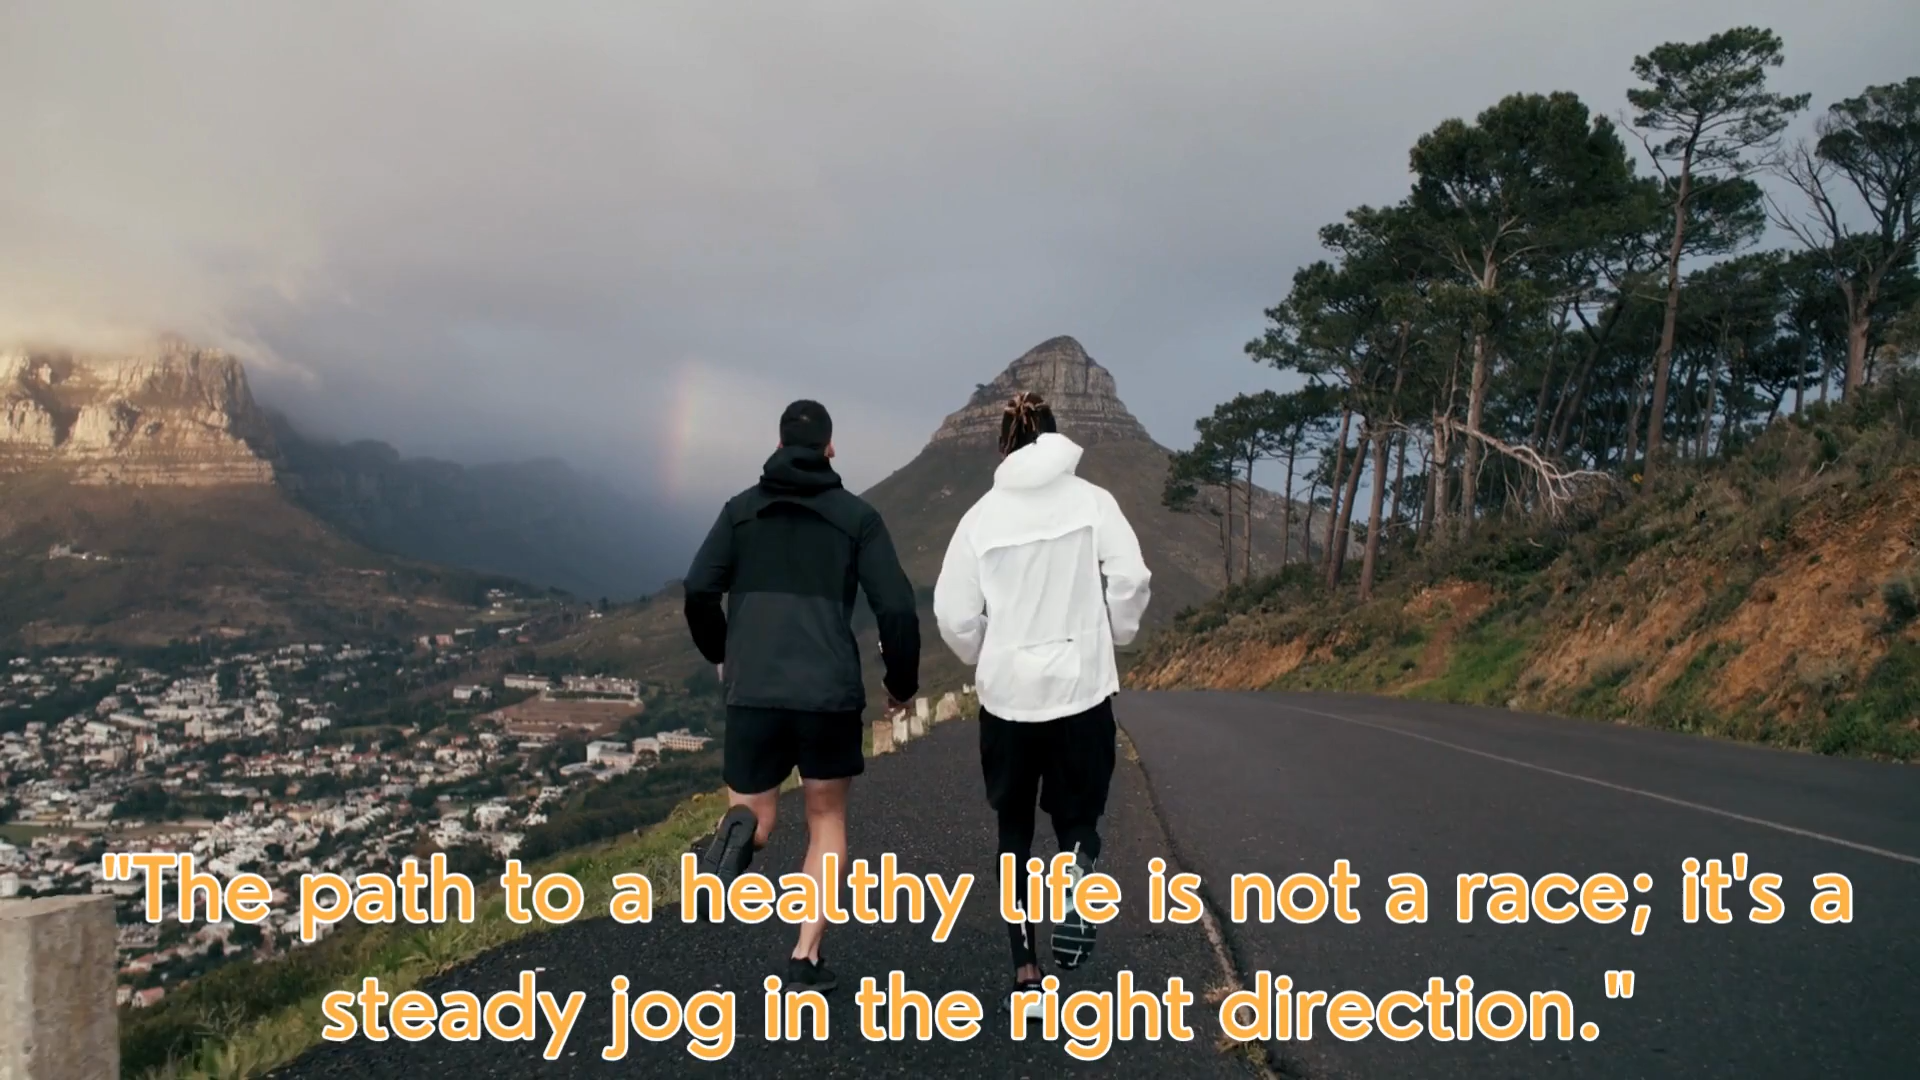 "The path to a healthy life is not a race; it's a
steady jog in the right direction."